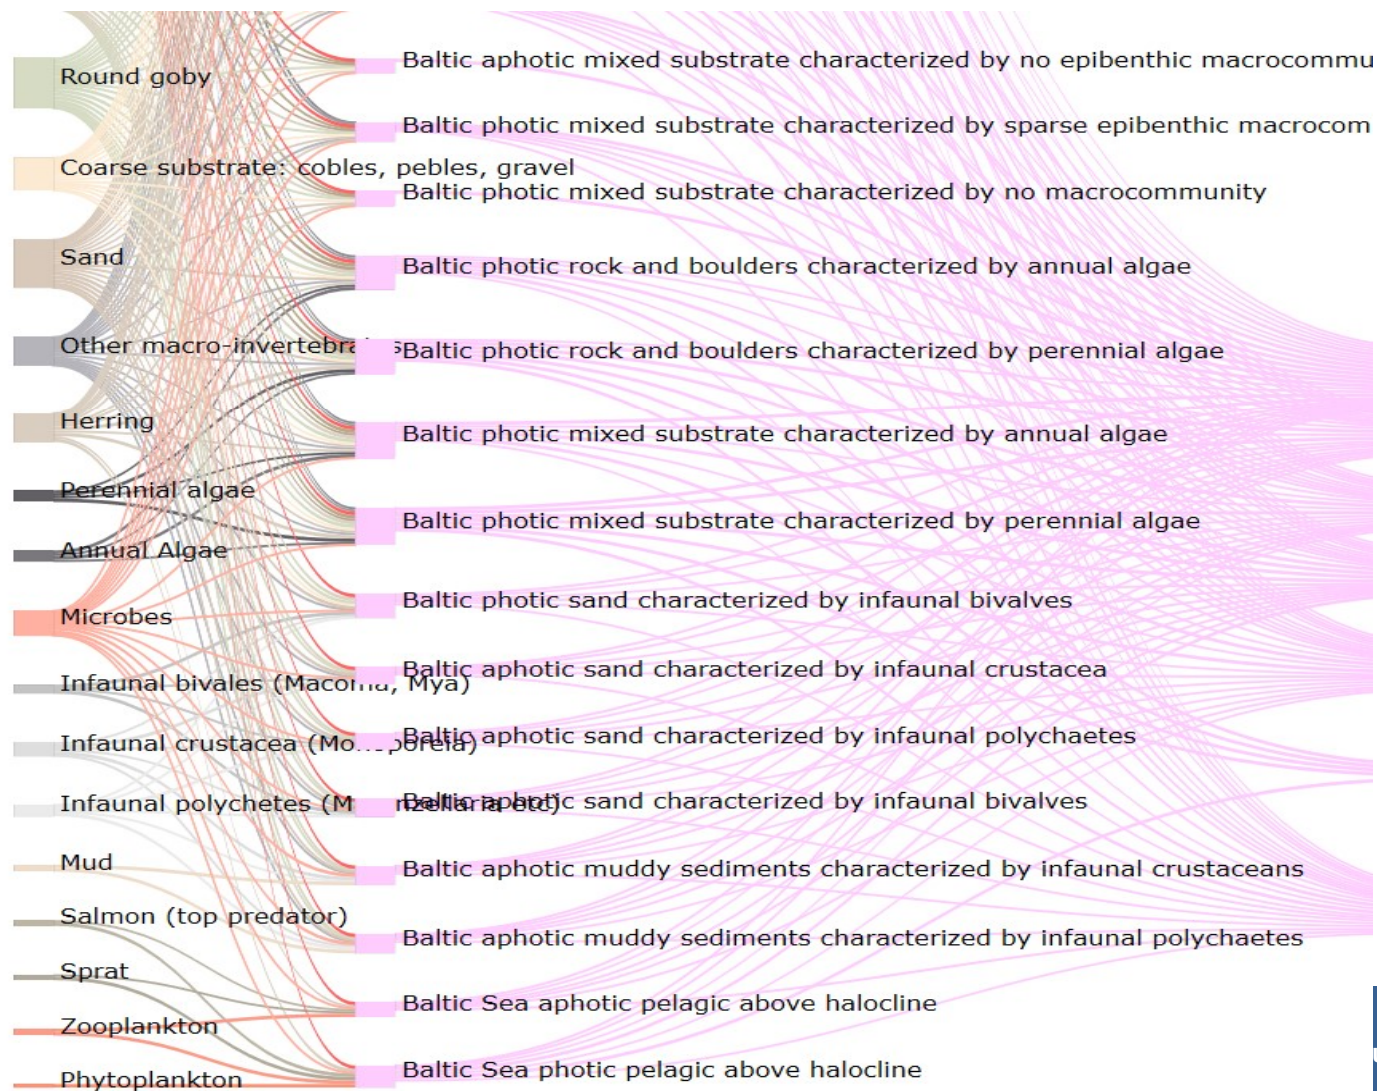 Round goby
Coarse substrate: cobles, pebles, gravel
Sand
Other macro-invertebra s
Herring
Perennial algae
Annual Algae
Microbes
Infaunal bivales (Macoma, Mya)
Infaunal crustacea (Monoporeia)
Infaunal polychetes (M nzellaria etc)
Mud
Salmon (top predator)
Sprat
Zooplankton
Phytoplankton
Baltic aphotic mixed substrate characterized by no epibenthic macrocommu
Baltic photic mixed substrate characterized by sparse epibenthic macrocom
Baltic photic mixed substrate characterized by no macrocommunity
Baltic photic rock and boulders characterized by annual algae
Baltic photic rock and boulders characterized by perennial algae
Baltic photic mixed substrate characterized by annual algae
Baltic photic mixed substrate characterized by perennial algae
Baltic photic sand characterized by infaunal bivalves
Baltic aphotic sand characterized by infaunal crustacea
Baltic aphotic sand characterized by infaunal polychaetes
Baltic aphotic sand characterized by infaunal bivalves
Baltic aphotic muddy sediments characterized by infaunal crustaceans
Baltic aphotic muddy sediments characterized by infaunal polychaetes
Baltic Sea aphotic pelagic above halocline
Baltic Sea photic pelagic above halocline